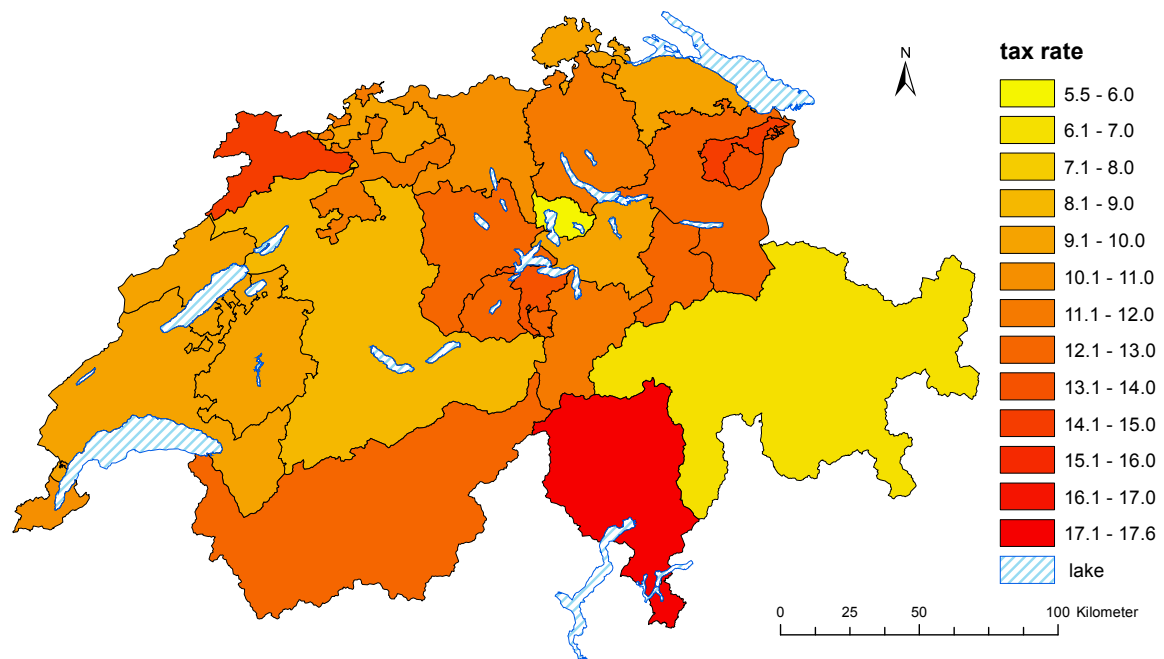 N
tax rate
5.5 - 6.0
6.1 - 7.0
7.1 - 8.0
8.1 - 9.0
9.1 - 10.0
10.1 - 11.0
11.1 - 12.0
12.1 - 13.0
13.1 - 14.0
14.1 - 15.0
15.1 - 16.0
16.1 - 17.0
17.1 - 17.6
lake
0 25 50 100 Kilometer